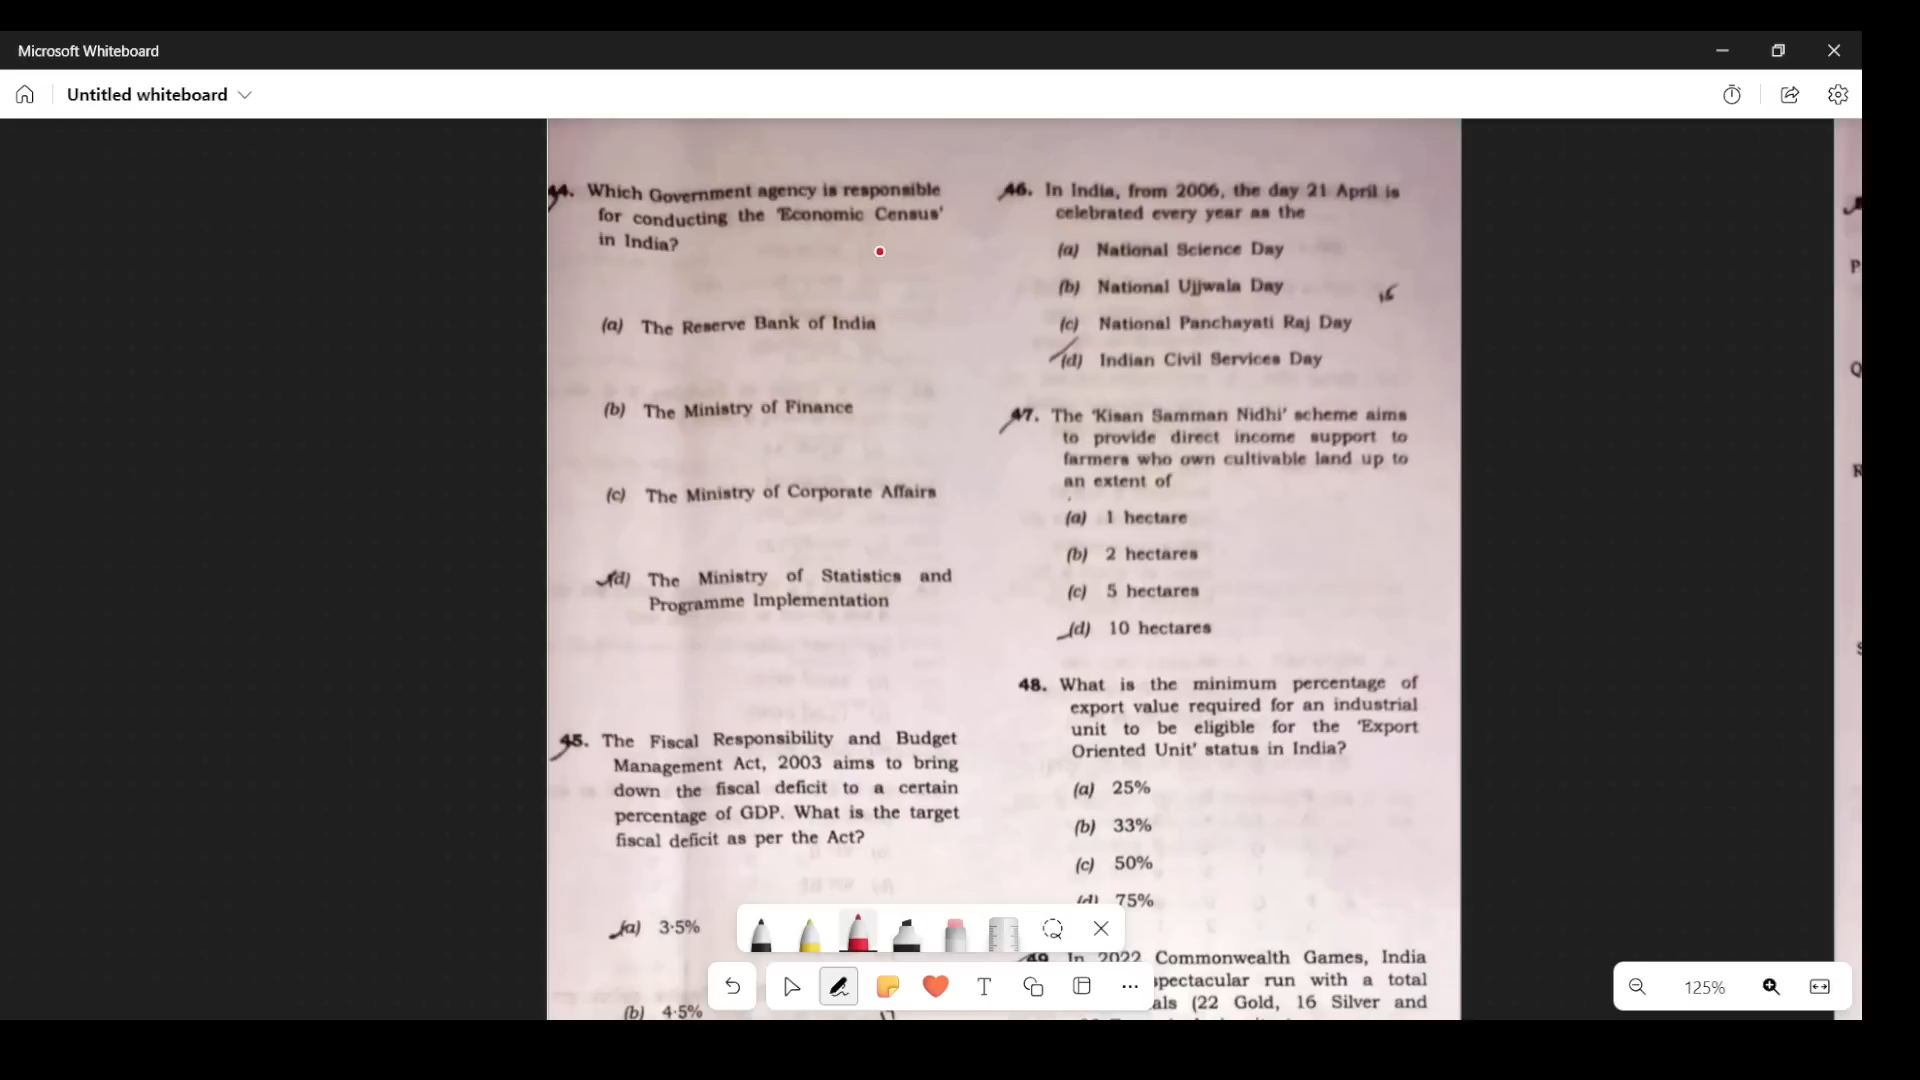 Microsoft Whiteboard
Untitled whiteboard
44. Which Government agency is responsible
for conducting the 'Economic Census'
in India?
(a) The Reserve Bank of India
(b) The Ministry of Finance
(c) The Ministry of Corporate Affairs
(d) The Ministry of Statistics and
Programme Implementation
45. The Fiscal Responsibility and Budget
Management Act, 2003 aims to bring
down the fiscal deficit to a certain
percentage of GDP. What is the target
fiscal deficit as per the Act?
(a) 3·5%
(b) 4·5%
46. In India, from 2006, the day 21 April is
celebrated every year as the
(a) National Science Day
(b) National Ujjwala Day
(c) National Panchayati Raj Day
(d) Indian Civil Services Day
47. The 'Kisan Samman Nidhi' scheme aims
to provide direct income support to
farmers who own cultivable land up to
an extent of
(a) 1 hectare
(b) 2 hectares
(c) 5 hectares
(d) 10 hectares
48. What is the minimum percentage of
export value required for an industrial
unit to be eligible for the 'Export
Oriented Unit' status in India?
(a) 25%
(b) 33%
(c) 50%
(d) 75%
49. In 2022 Commonwealth Games, India
spectacular run with a total
als (22 Gold, 16 Silver and
P
Q
R
S
125%